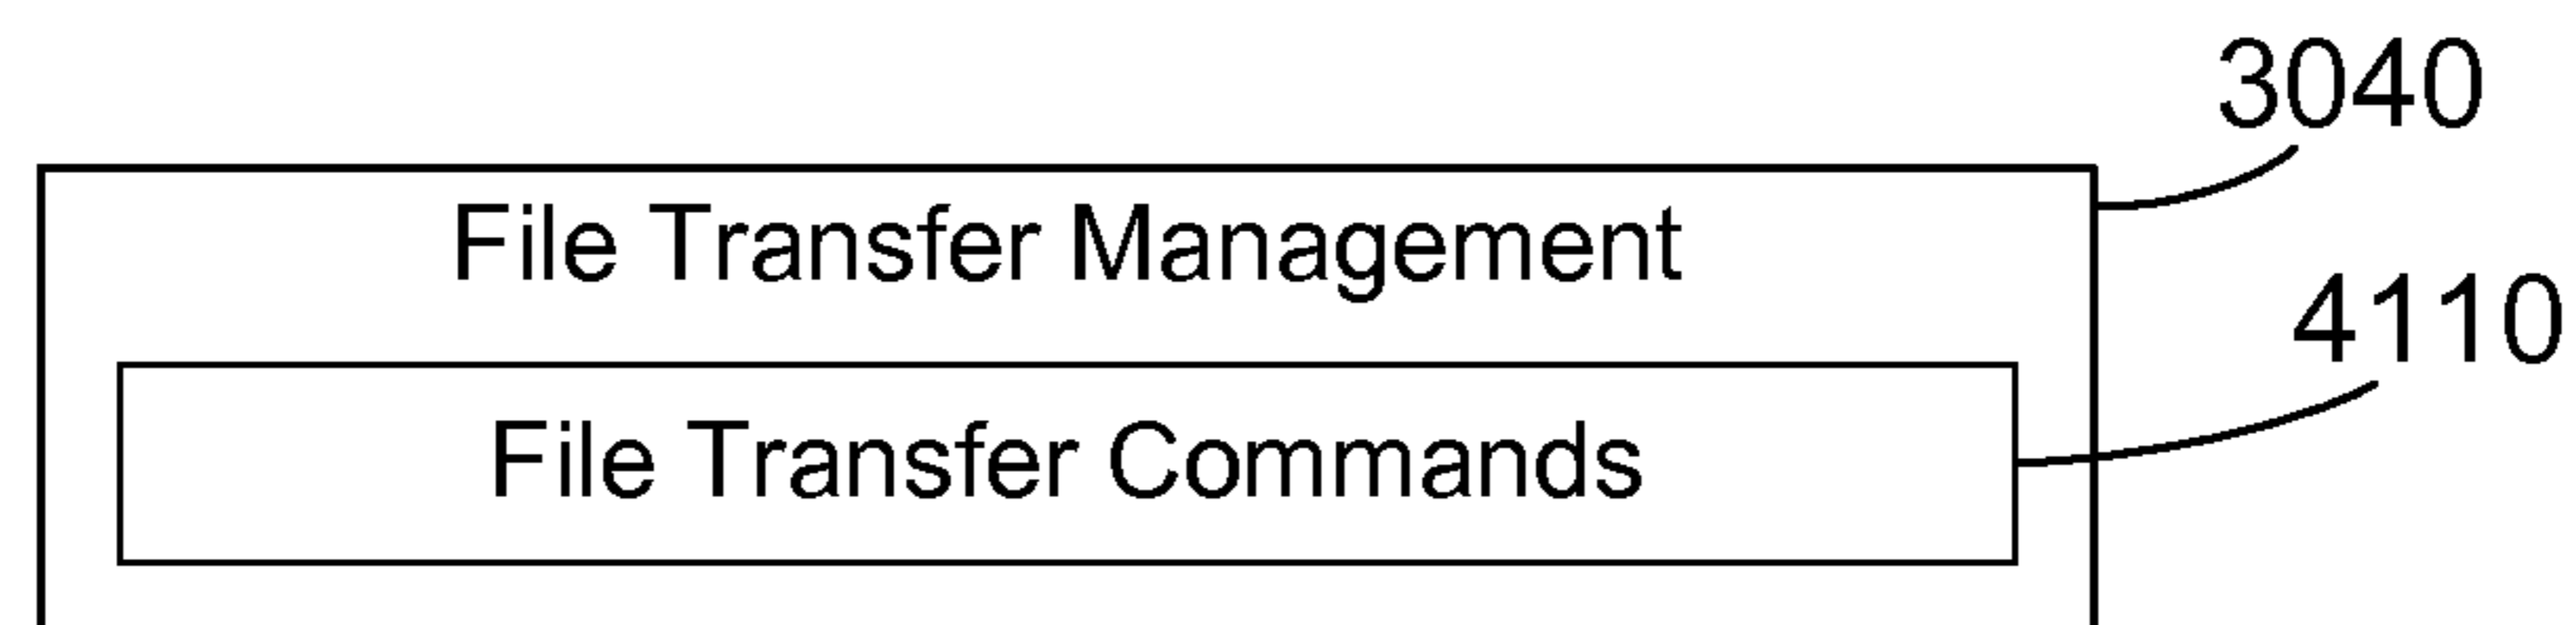 3040
File Transfer Management
4110
File Transfer Commands